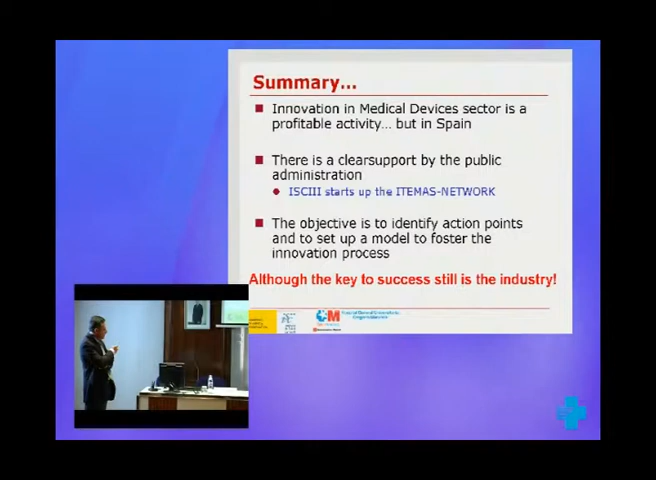 Summary...
Innovation in Medical Devices sector is a
profitable activity... but in Spain
There is a clearsupport by the public
administration
ISCIII starts up the ITEMAS-NETWORK
The objective is to identify action points
and to set up a model to foster the
innovation process
Although the key to success still is the industry!
M